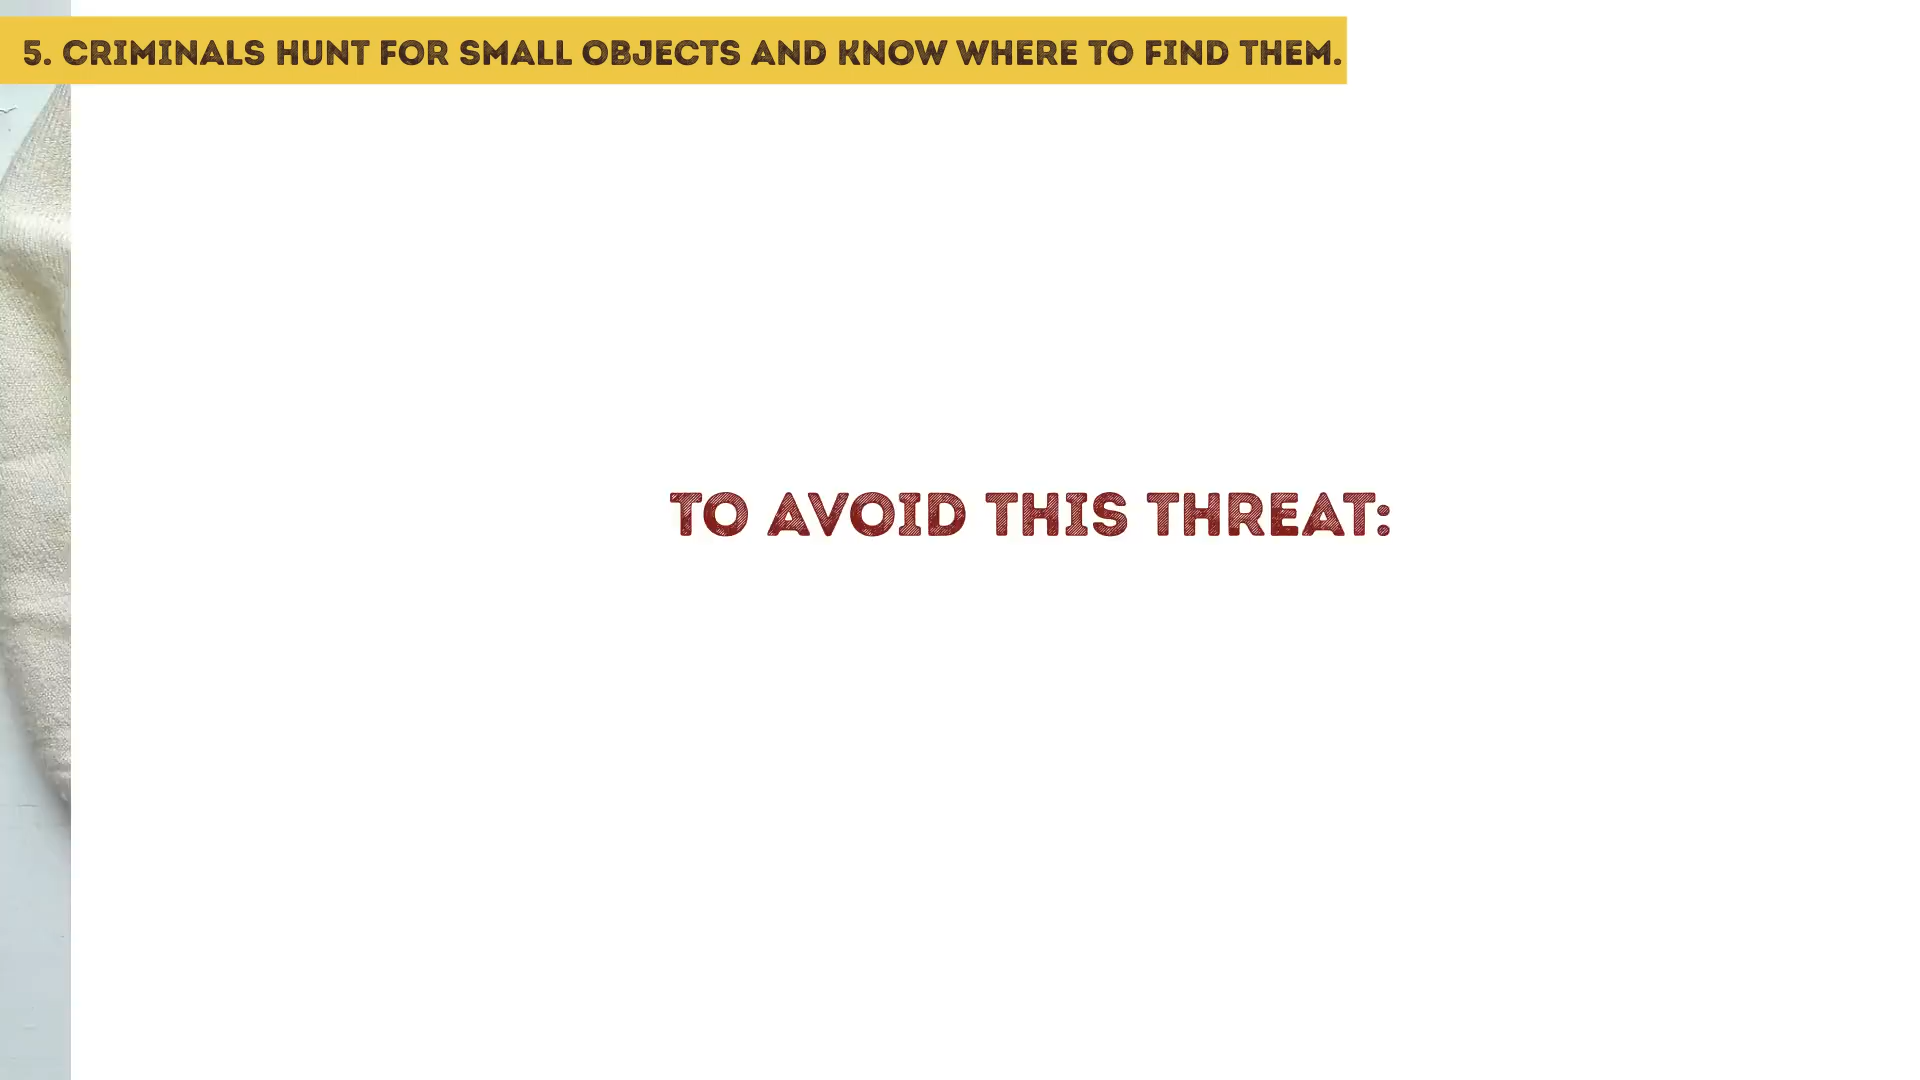 5. CRIMINALS HUNT FOR SMALL OBJECTS AND KNOW WHERE TO FIND THEM.
TO AVOID THIS THREAT: